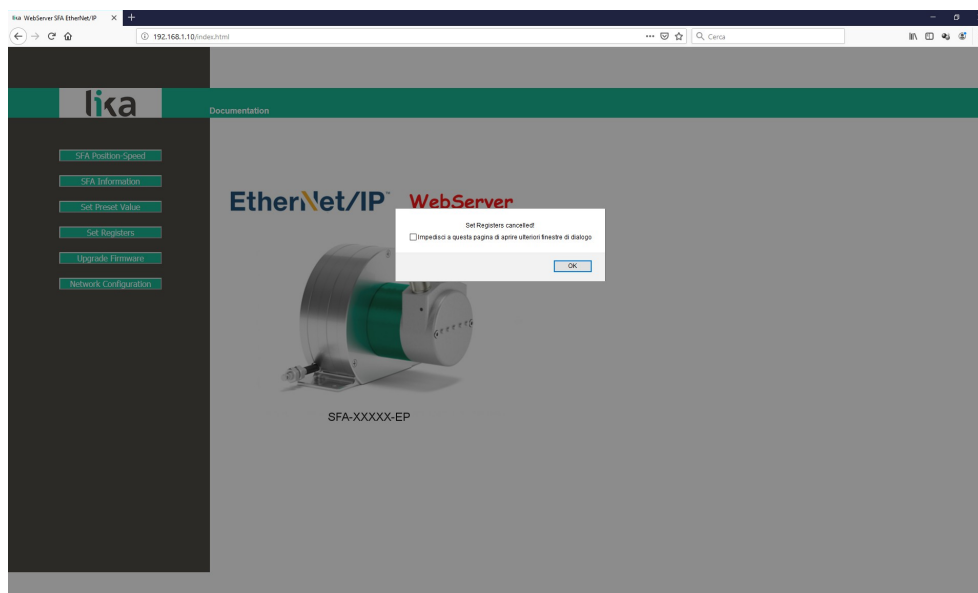 lika WebServer SFA EtherNet/IP
192.168.1.10/index.html
Cerca
lika
Documentation
SFA Position-Speed
SFA Information
Set Preset Value
Set Registers
Upgrade Firmware
Network Configuration
EtherNet/IP WebServer
Set Registers cancelled!
Impedisci a questa pagina di aprire ulteriori finestre di dialogo
OK
SFA-XXXXX-EP